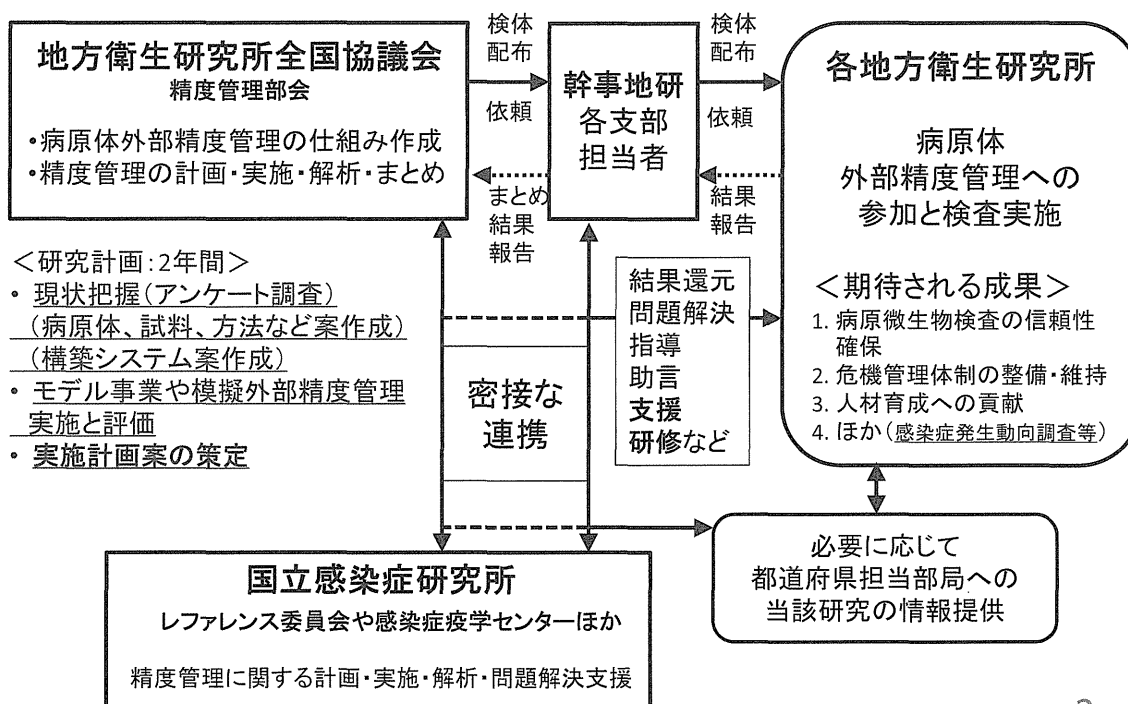 地方衛生研究所全国協議会
精度管理部会
・病原体外部精度管理の仕組み作成
・精度管理の計画・実施・解析・まとめ
検体
配布
依頼
まとめ
結果
報告
幹事地研
各支部
担当者
検体
配布
依頼
結果
報告
各地方衛生研究所
病原体
外部精度管理への
参加と検査実施
＜期待される成果＞
1. 病原微生物検査の信頼性
確保
2. 危機管理体制の整備・維持
3. 人材育成への貢献
4. ほか(感染症発生動向調査等)
＜研究計画:2年間＞
・ 現状把握(アンケート調査)
(病原体、試料、方法など案作成)
(構築システム案作成)
・ モデル事業や模擬外部精度管理
実施と評価
・ 実施計画案の策定
密接な
連携
結果還元
問題解決
指導
助言
支援
研修など
国立感染症研究所
レファレンス委員会や感染症疫学センターほか
精度管理に関する計画・実施・解析・問題解決支援
必要に応じて
都道府県担当部局への
当該研究の情報提供